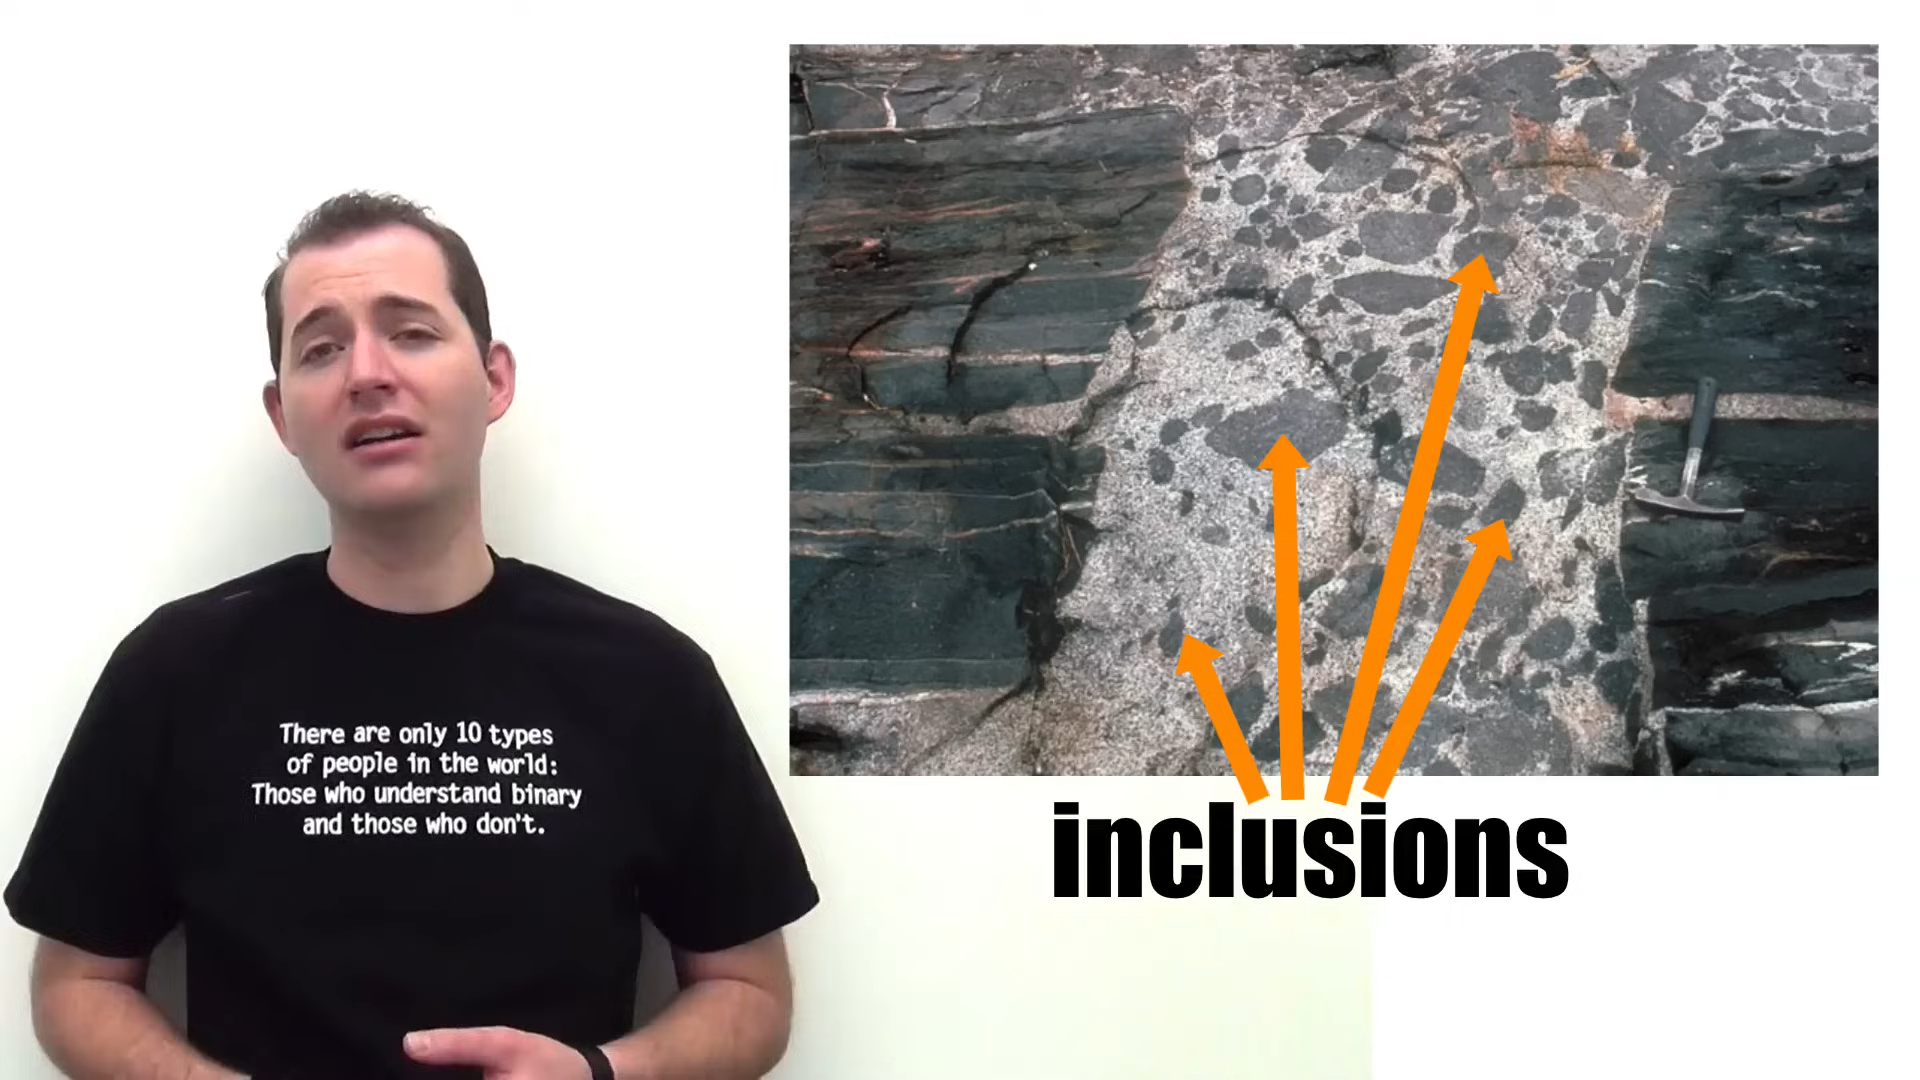 There are only 10 types
of people in the world:
Those who understand binary
and those who don't.
inclusions